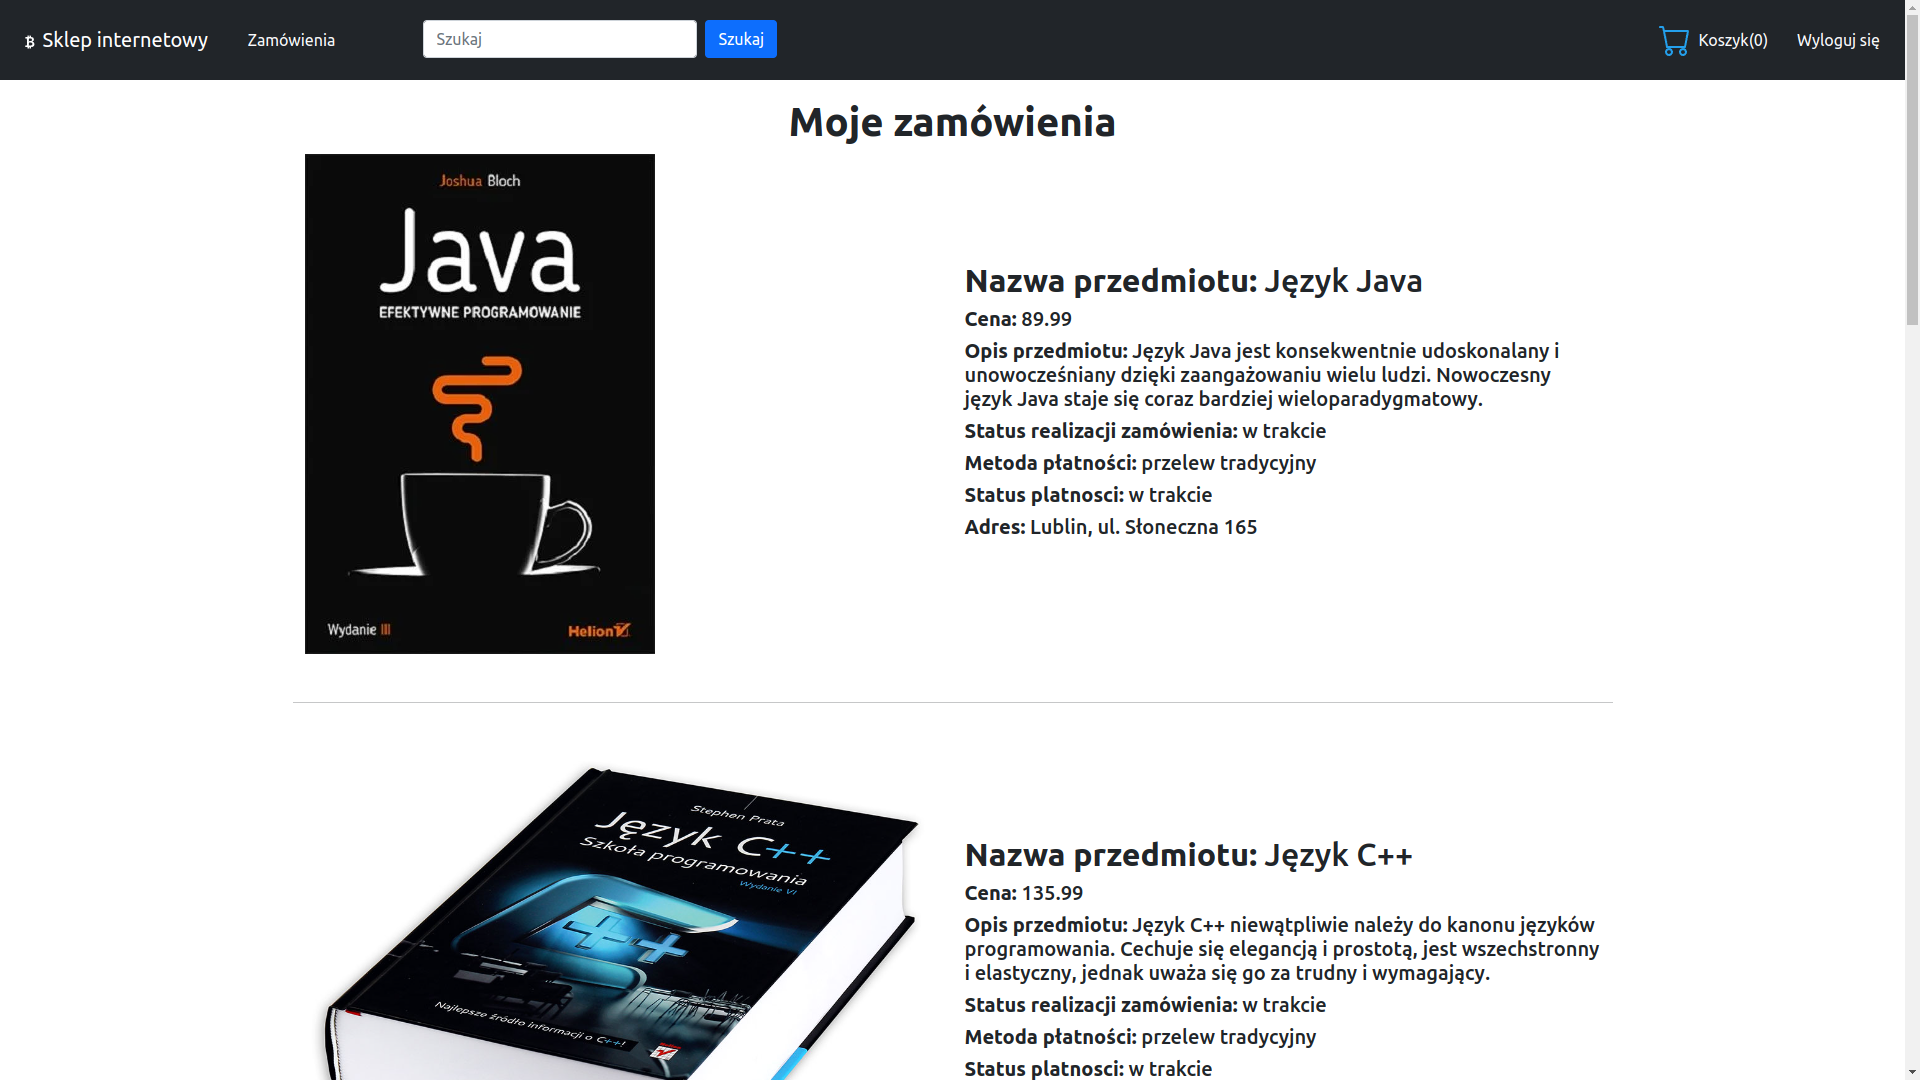 Sklep internetowy
Zamówienia
Szukaj
Szukaj
Koszyk(0)
Wyloguj się
Moje zamówienia
Joshua Bloch
Java
EFEKTYWNE PROGRAMOWANIE
Wydanie III
Helion
Nazwa przedmiotu: Język Java
Cena: 89.99
Opis przedmiotu: Język Java jest konsekwentnie udoskonalany i
unowocześniany dzięki zaangażowaniu wielu ludzi. Nowoczesny
język Java staje się coraz bardziej wieloparadygmatowy.
Status realizacji zamówienia: w trakcie
Metoda płatności: przelew tradycyjny
Status platnosci: w trakcie
Adres: Lublin, ul. Słoneczna 165
Stephen Prata
Język C++
Szkoła programowania
Wydanie VI
++
Najlepsze źródło informacji o C++!
Nazwa przedmiotu: Język C++
Cena: 135.99
Opis przedmiotu: Język C++ niewątpliwie należy do kanonu języków
programowania. Cechuje się elegancją i prostotą, jest wszechstronny
i elastyczny, jednak uważa się go za trudny i wymagający.
Status realizacji zamówienia: w trakcie
Metoda płatności: przelew tradycyjny
Status platnosci: w trakcie